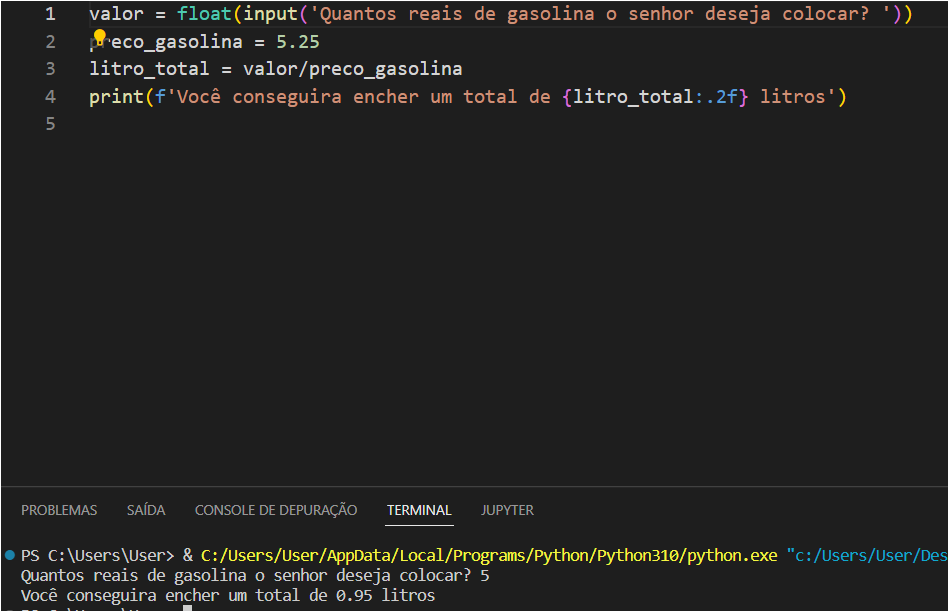 1 valor = float(input('Quantos reais de gasolina o senhor deseja colocar? '))
2 preco_gasolina = 5.25
3 litro_total = valor/preco_gasolina
4 print(f'Você conseguira encher um total de {litro_total:.2f} litros')
5
PROBLEMAS SAÍDA CONSOLE DE DEPURAÇÃO TERMINAL JUPYTER
PS C:\Users\User> & C:/Users/User/AppData/Local/Programs/Python/Python310/python.exe "c:/Users/User/Des
Quantos reais de gasolina o senhor deseja colocar? 5
Você conseguira encher um total de 0.95 litros